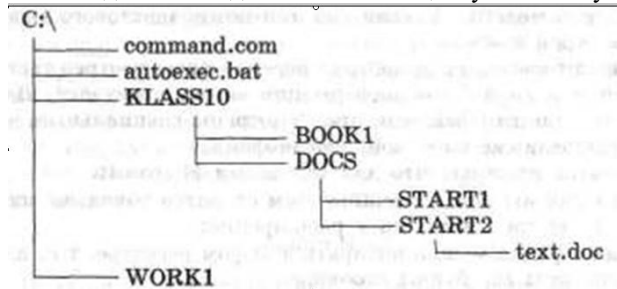 C:\
command.com
autoexec.bat
KLASS10
BOOK1
DOCS
START1
START2
text.doc
WORK1